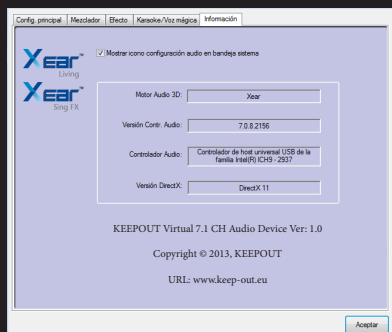 Config. principal Mezclador Efecto Karaoke/Voz mágica Información
Xear™
Living
Xear™
Sing FX
Mostrar icono configuración audio en bandeja sistema
Motor Audio 3D: Xear
Versión Contr. Audio: 7.0.8.2156
Controlador Audio: Controlador de host universal USB de la
familia Intel(R) ICH9 - 2937
Versión DirectX: DirectX 11
KEEPOUT Virtual 7.1 CH Audio Device Ver: 1.0
Copyright © 2013, KEEPOUT
URL: www.keep-out.eu
Aceptar